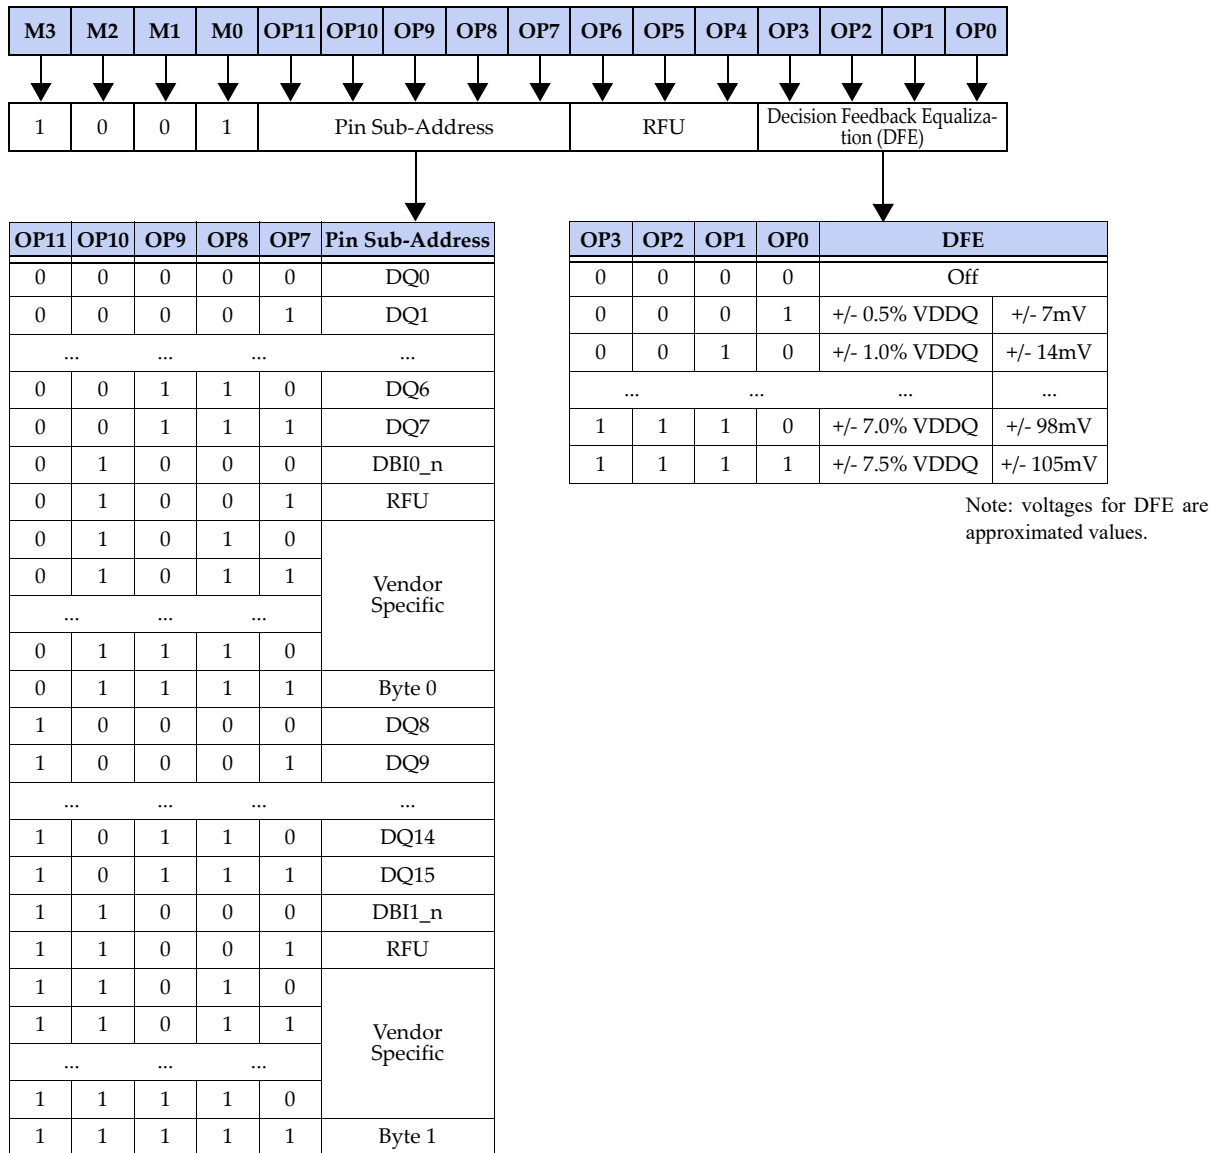 M3 M2 M1 M0 OP11 OP10 OP9 OP8 OP7 OP6 OP5 OP4 OP3 OP2 OP1 OP0
1 0 0 1 Pin Sub-Address RFU Decision Feedback Equaliza-
tion (DFE)
OP11 OP10 OP9 OP8 OP7 Pin Sub-Address
0 0 0 0 0 DQ0
0 0 0 0 1 DQ1
... ... ... ...
0 0 1 1 0 DQ6
0 0 1 1 1 DQ7
0 1 0 0 0 DBI0_n
0 1 0 0 1 RFU
0 1 0 1 0
0 1 0 1 1
Vendor
Specific
... ... ...
0 1 1 1 0
0 1 1 1 1 Byte 0
1 0 0 0 0 DQ8
1 0 0 0 1 DQ9
... ... ... ...
1 0 1 1 0 DQ14
1 0 1 1 1 DQ15
1 1 0 0 0 DBI1_n
1 1 0 0 1 RFU
1 1 0 1 0
1 1 0 1 1
Vendor
Specific
... ... ...
1 1 1 1 0
1 1 1 1 1 Byte 1
OP3 OP2 OP1 OP0 DFE
0 0 0 0 Off
0 0 0 1 +/- 0.5% VDDQ +/- 7mV
0 0 1 0 +/- 1.0% VDDQ +/- 14mV
... ... ... ...
1 1 1 0 +/- 7.0% VDDQ +/- 98mV
1 1 1 1 +/- 7.5% VDDQ +/- 105mV
Note: voltages for DFE are
approximated values.